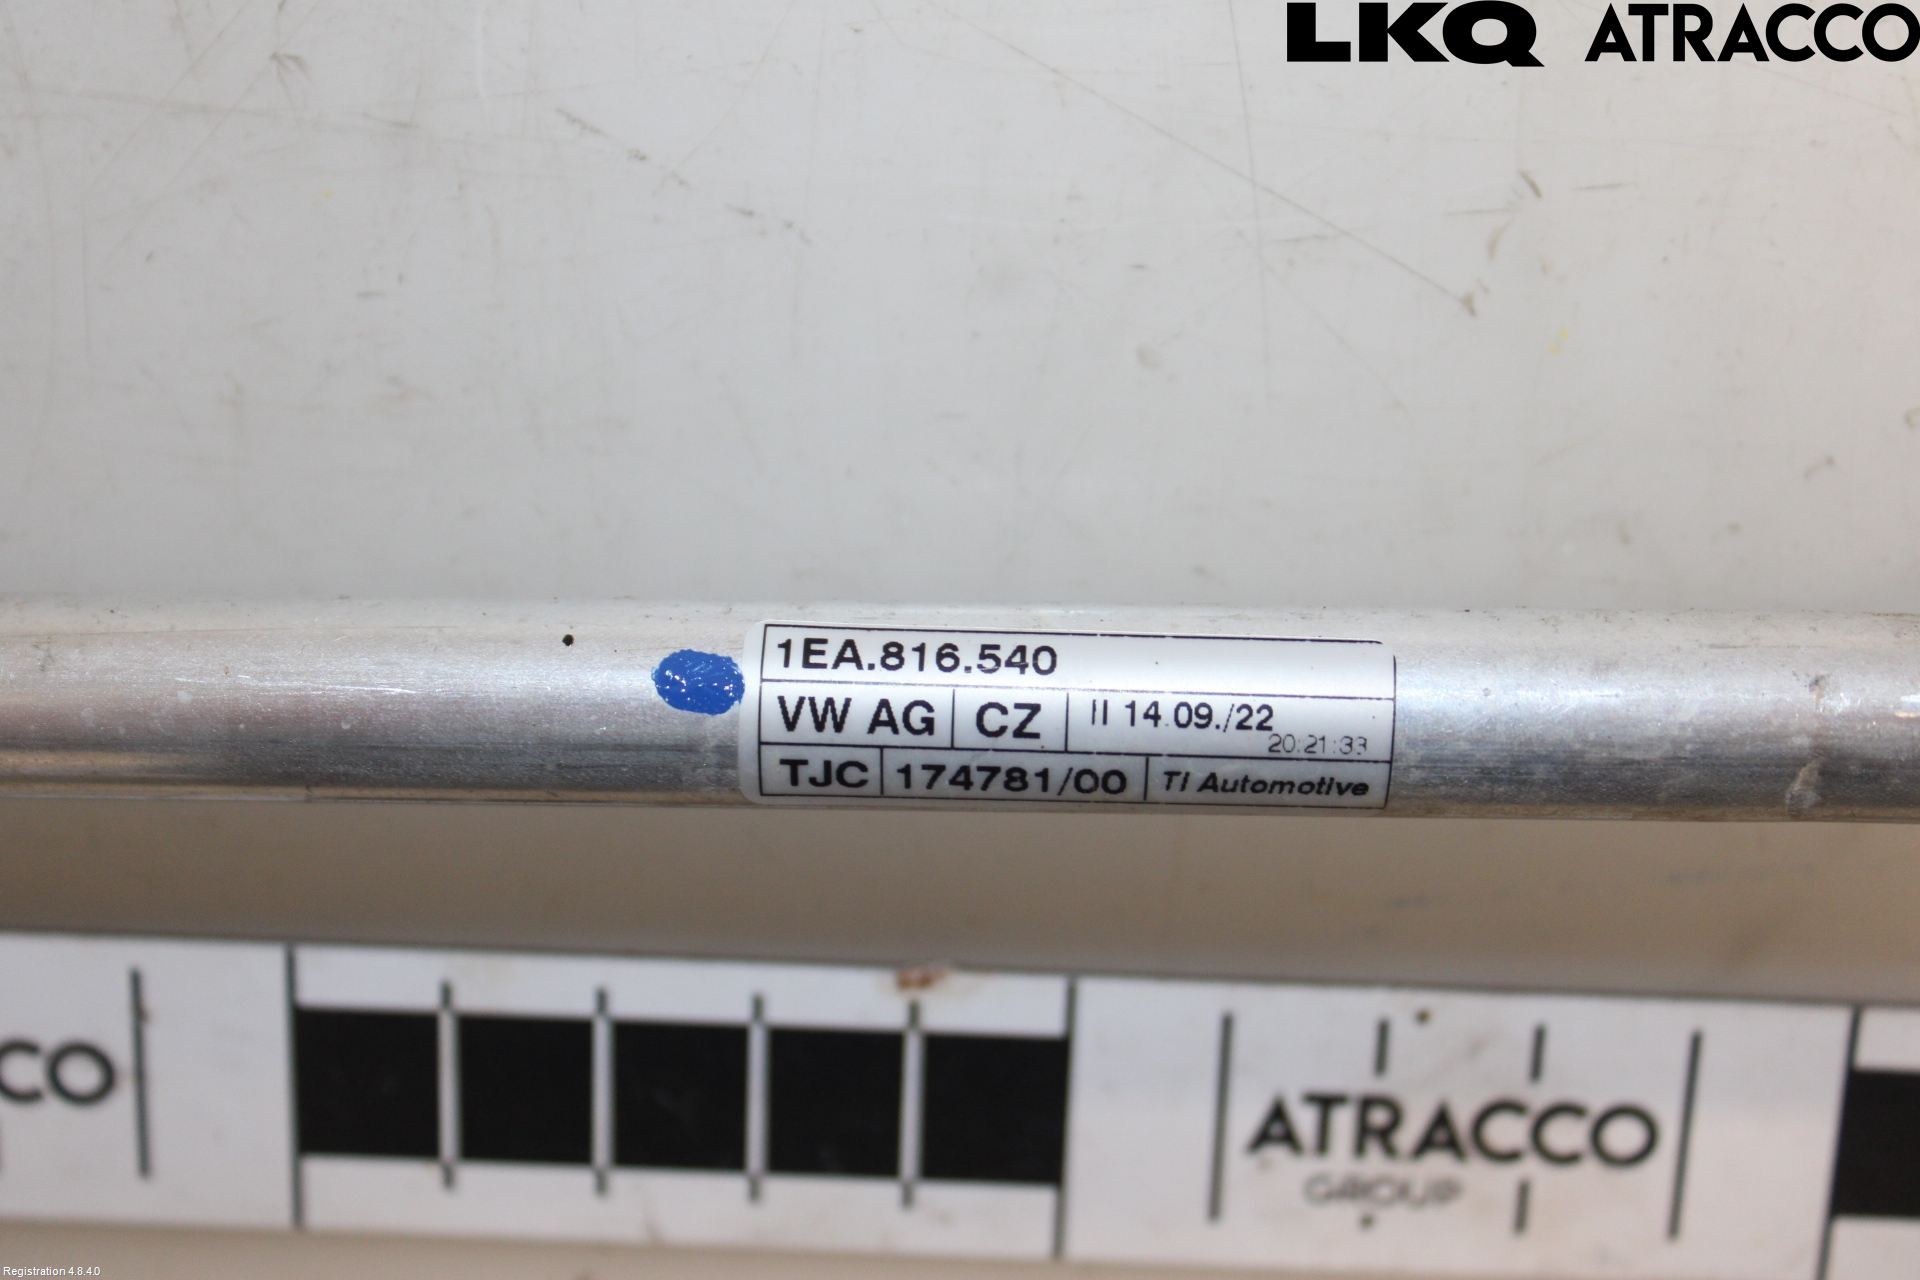 LKQ ATRACCO
1EA.816.540
VW AG CZ II 14.09./22
20:21:33
TJC 174781/00 TI Automotive
CO
ATRACCO
GROUP
Registration 4.8.4.0